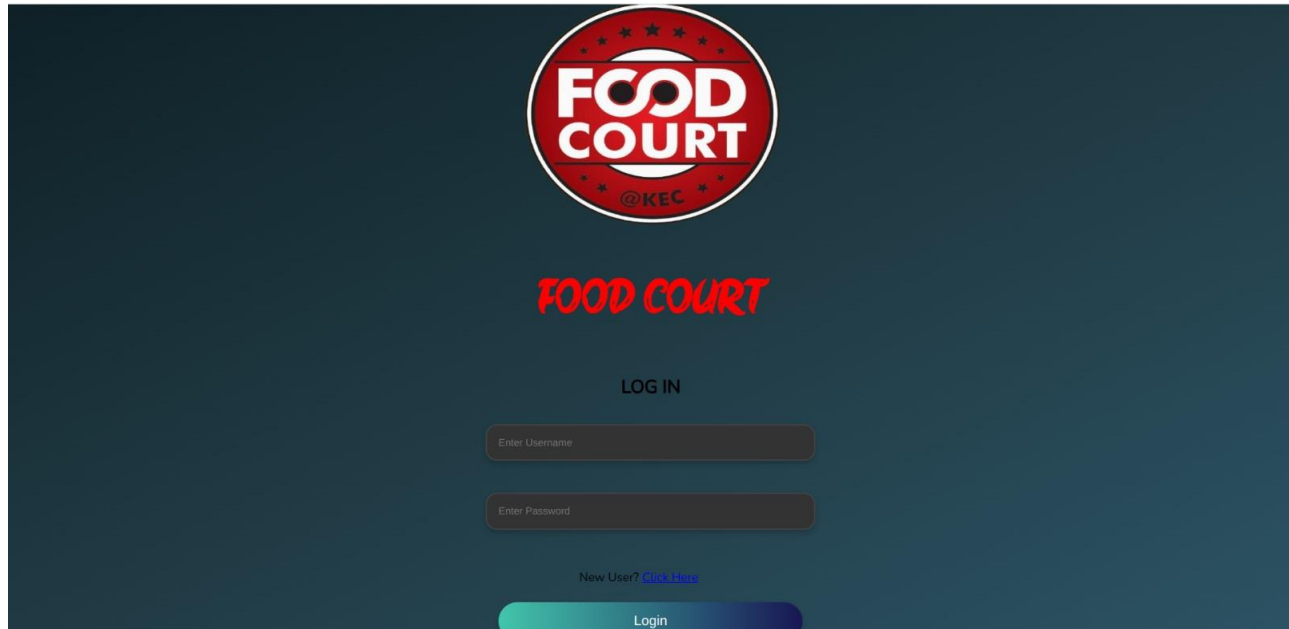 FOOD
COURT
@KEC
FOOD COURT
LOG IN
Enter Username
Enter Password
New User? Click Here
Login